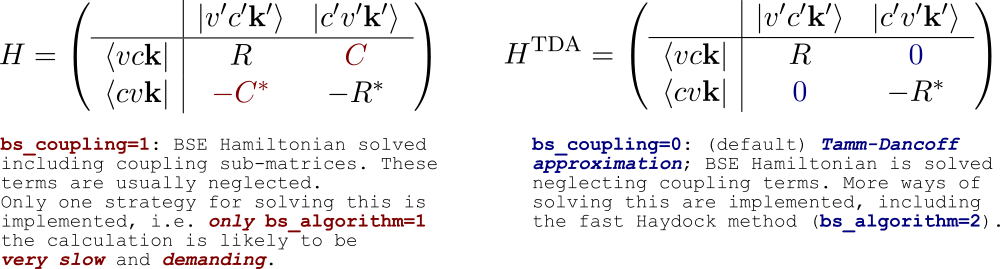 |v′c′k′⟩ |c′v′k′⟩
H = ⟨vck| R C
⟨cvk| −C* −R*
bs_coupling=1: BSE Hamiltonian solved
including coupling sub-matrices. These
terms are usually neglected.
Only one strategy for solving this is
implemented, i.e. only bs_algorithm=1
the calculation is likely to be
very slow and demanding.
|v′c′k′⟩ |c′v′k′⟩
H^TDA = ⟨vck| R 0
⟨cvk| 0 −R*
bs_coupling=0: (default) Tamm-Dancoff
approximation; BSE Hamiltonian is solved
neglecting coupling terms. More ways of
solving this are implemented, including
the fast Haydock method (bs_algorithm=2).